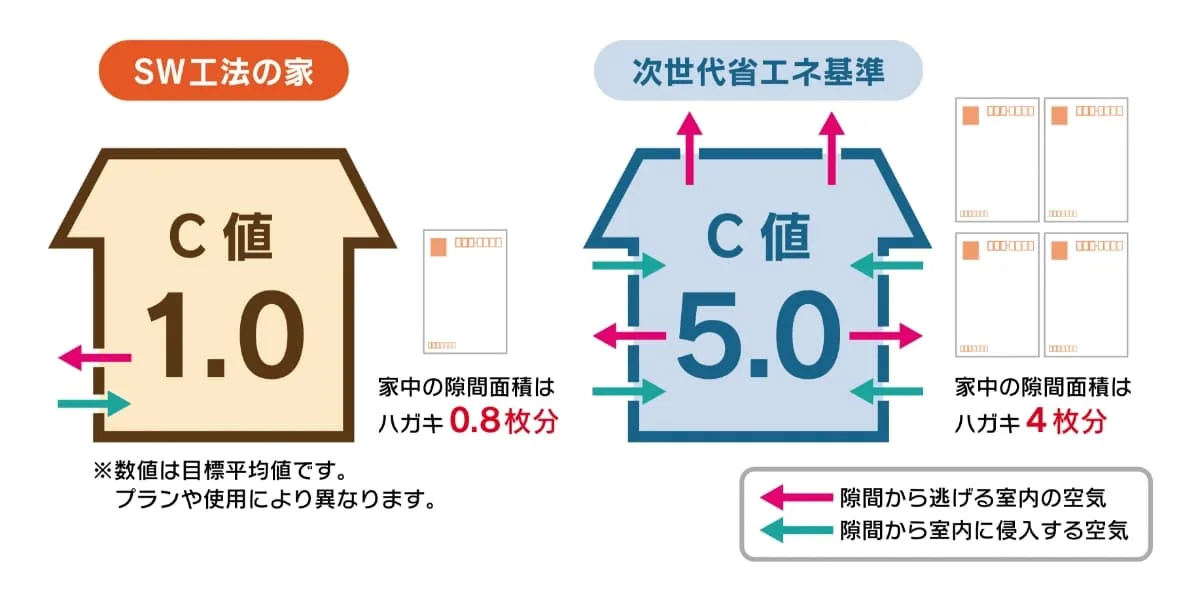 SW工法の家
C値
1.0
家中の隙間面積は
ハガキ0.8枚分
※数値は目標平均値です。
プランや使用により異なります。
次世代省エネ基準
C値
5.0
家中の隙間面積は
ハガキ4枚分
隙間から逃げる室内の空気
隙間から室内に侵入する空気